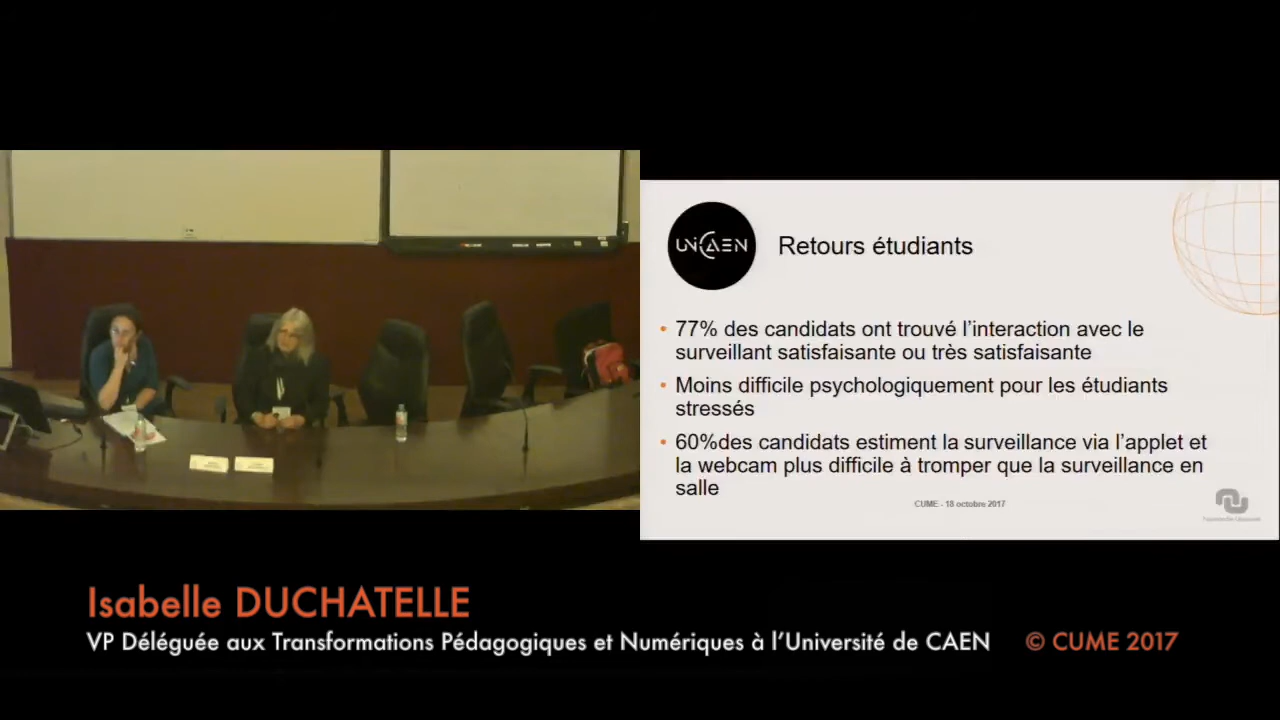 UNICAEN
Retours étudiants
• 77% des candidats ont trouvé l'interaction avec le
surveillant satisfaisante ou très satisfaisante
• Moins difficile psychologiquement pour les étudiants
stressés
• 60%des candidats estiment la surveillance via l'applet et
la webcam plus difficile à tromper que la surveillance en
salle
CUME - 18 octobre 2017
Isabelle DUCHATELLE
VP Déléguée aux Transformations Pédagogiques et Numériques à l'Université de CAEN
© CUME 2017